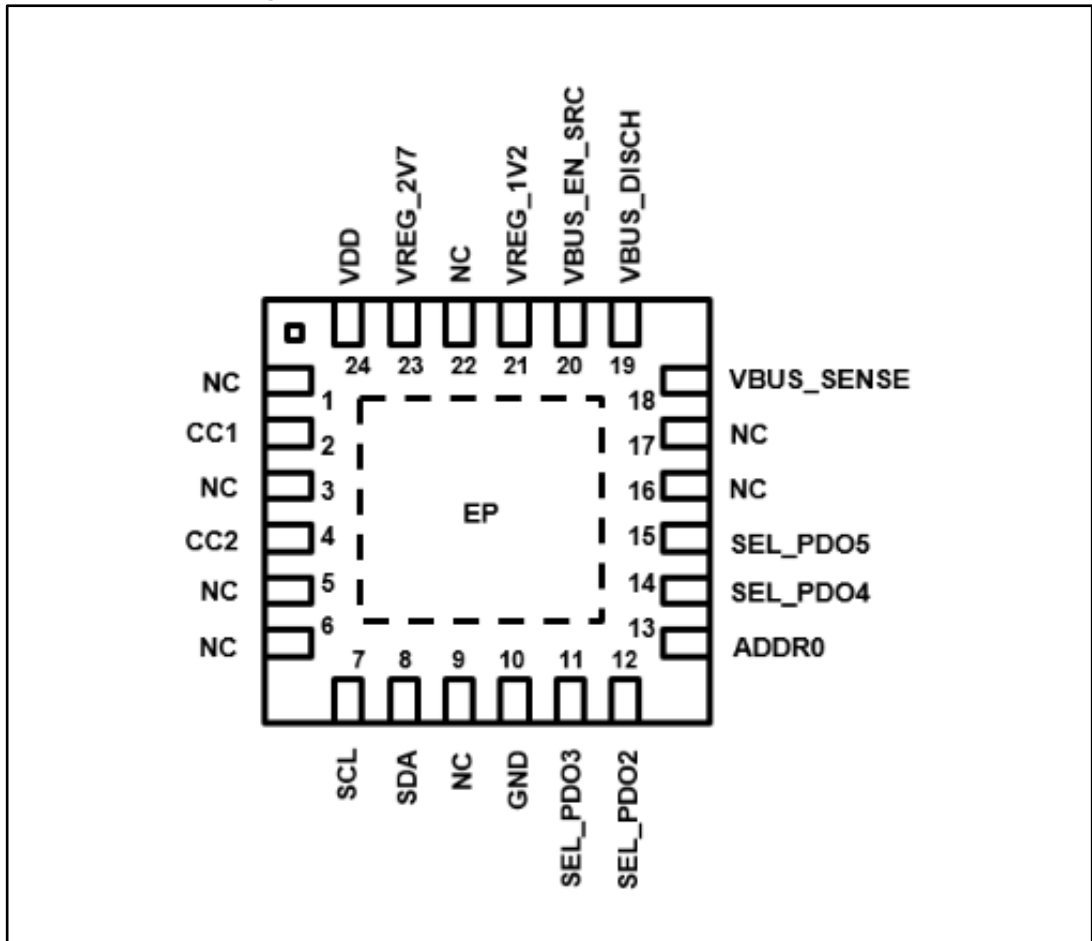 VDD
VREG_2V7
NC
VREG_1V2
VBUS_EN_SRC
VBUS_DISCH
24
23
22
21
20
19
NC
1
CC1
2
NC
3
CC2
4
NC
5
NC
6
EP
18
VBUS_SENSE
17
NC
16
NC
15
SEL_PDO5
14
SEL_PDO4
13
ADDR0
7
8
9
10
11
12
SCL
SDA
NC
GND
SEL_PDO3
SEL_PDO2